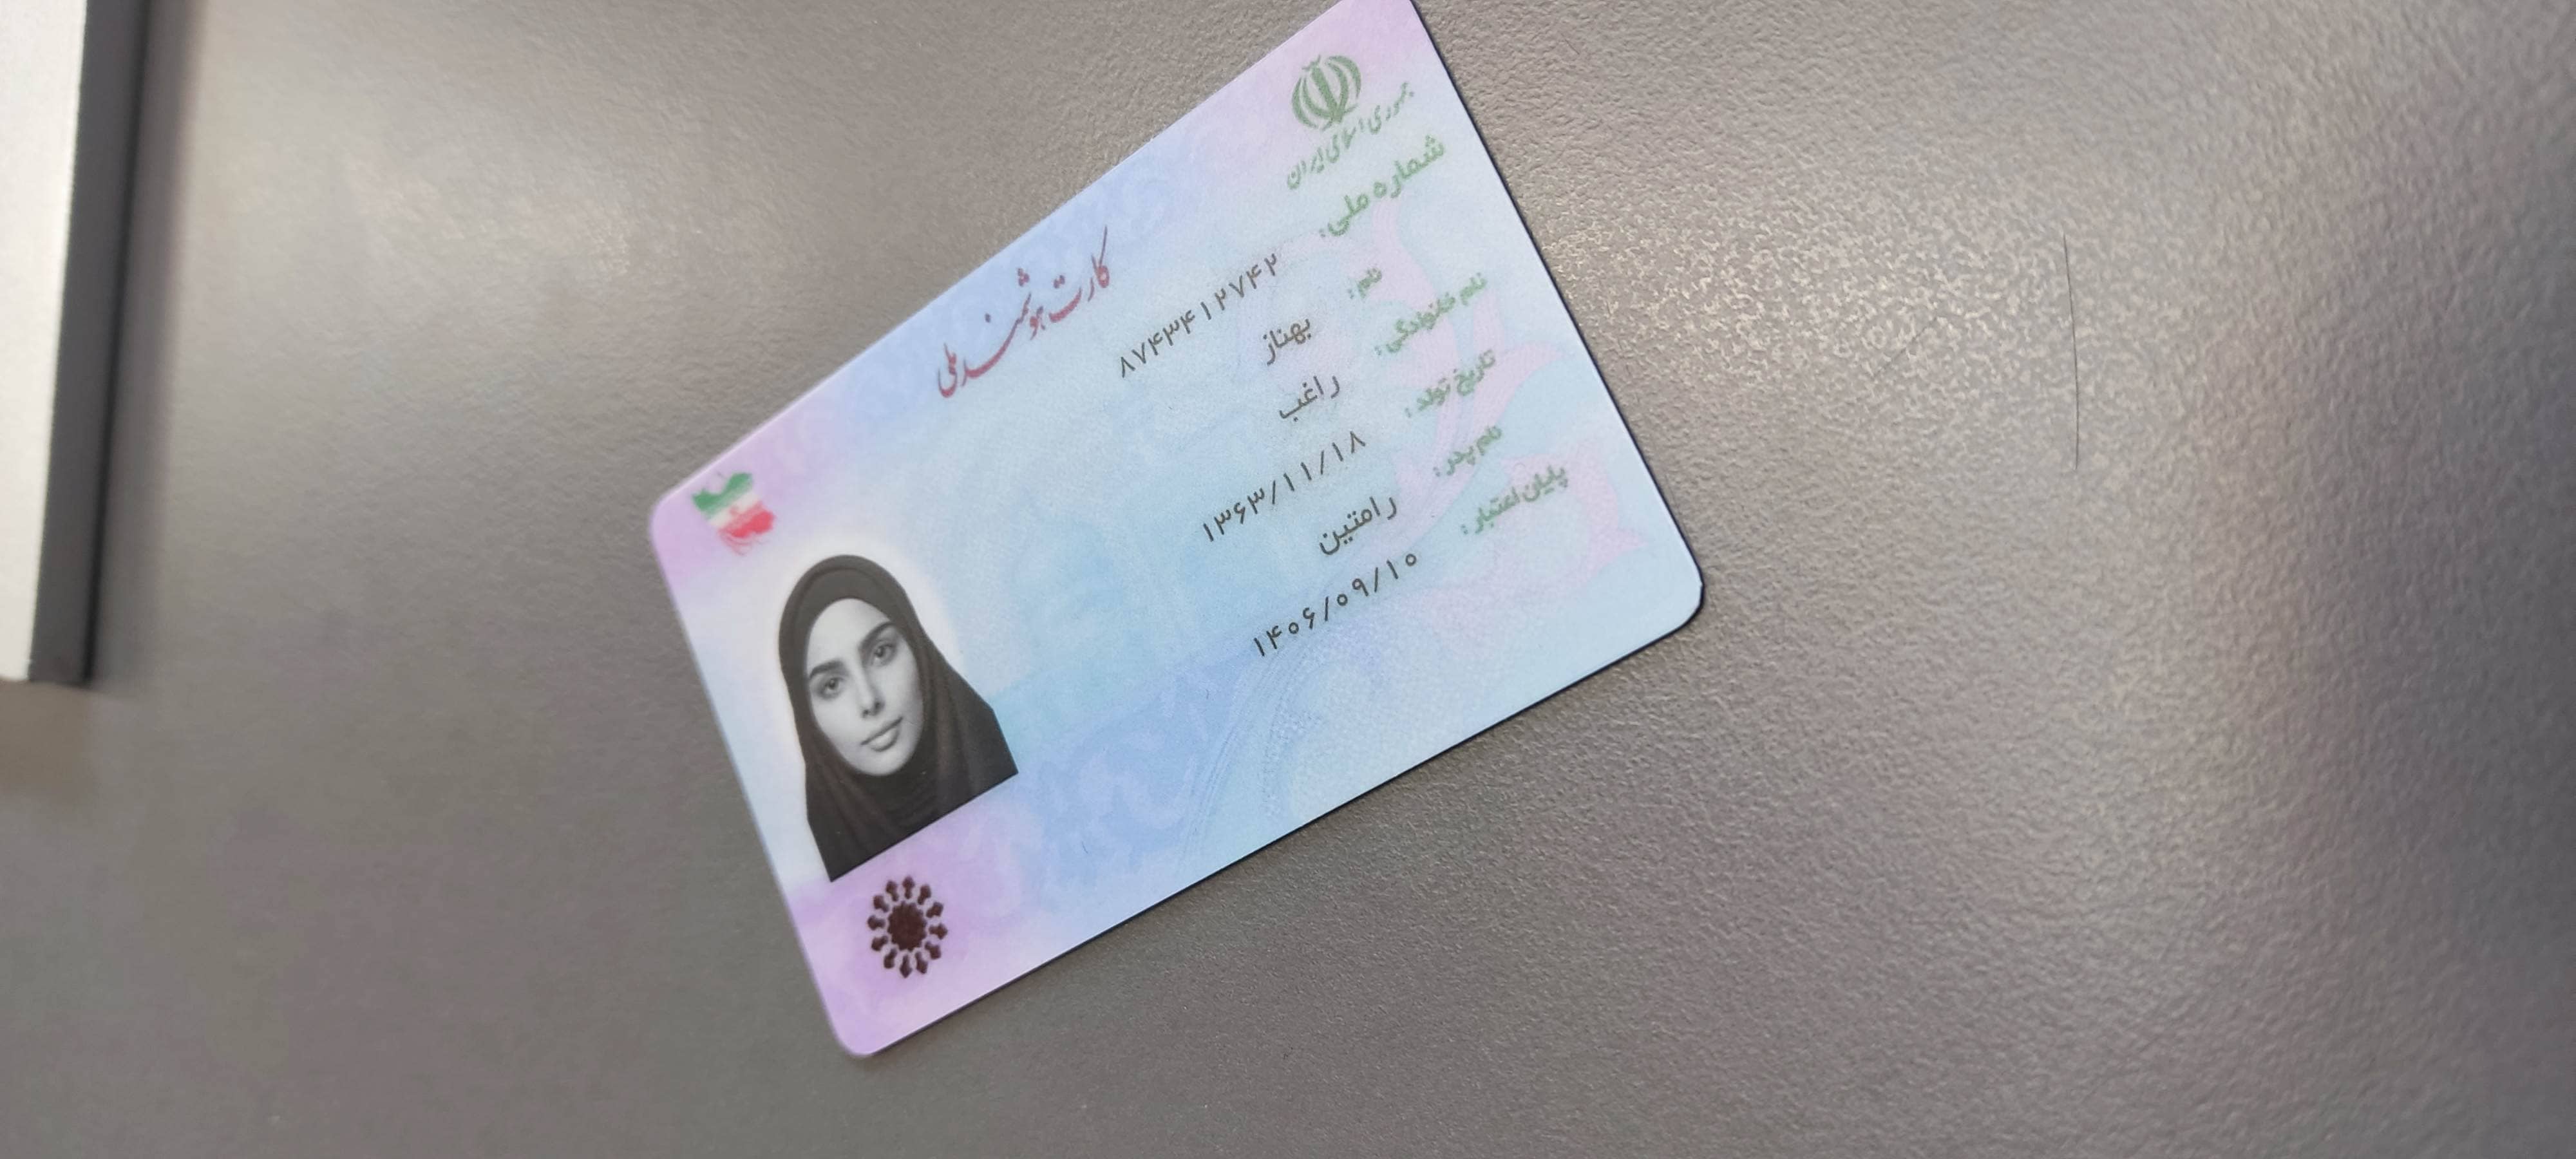 جمهوری اسلامی ایران
کارت هوشمند ملی
شماره ملی: ۸۷۴۳۴۱۲۷۴۲
نام: بهناز
نام خانوادگی: راغب
تاریخ تولد: ۱۳۶۳/۱۱/۱۸
نام پدر: رامتین
پایان اعتبار: ۱۴۰۶/۰۹/۱۰